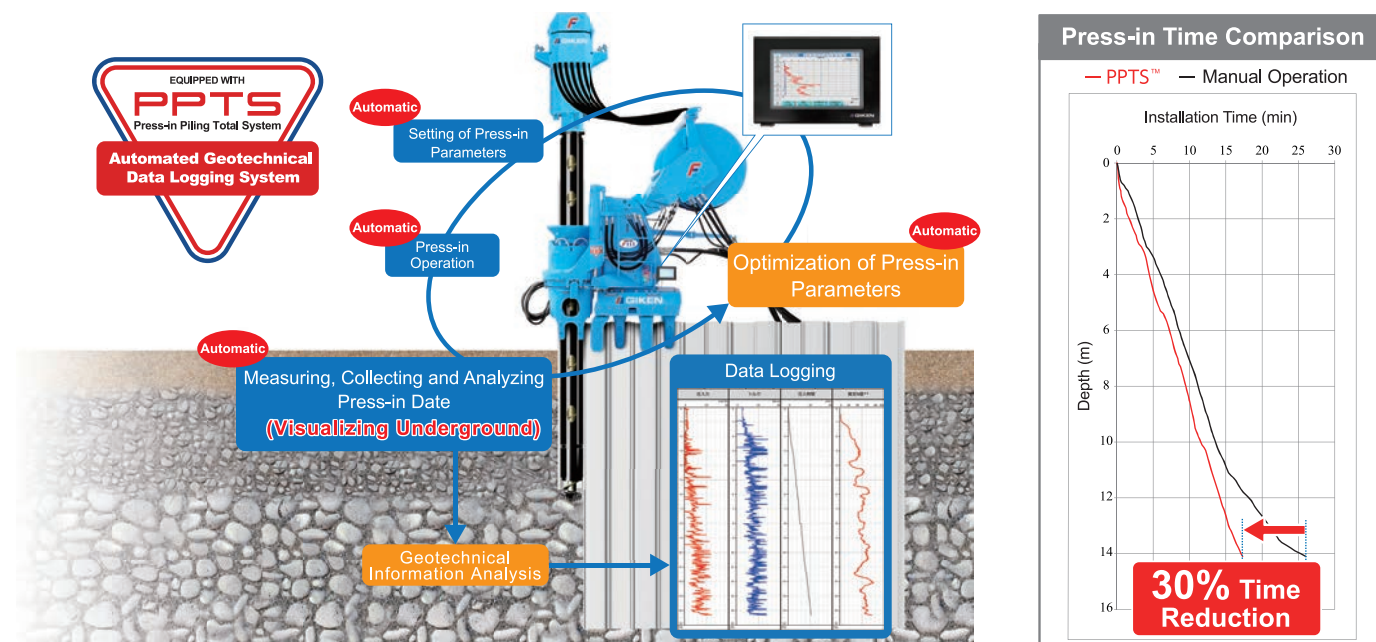 EQUIPPED WITH
PPTS
Press-in Piling Total System
Automated Geotechnical
Data Logging System
Automatic
Setting of Press-in
Parameters
Automatic
Press-in
Operation
Automatic
Measuring, Collecting and Analyzing
Press-in Date
(Visualizing Underground)
Geotechnical
Information Analysis
F
GIKEN
F
GIKEN
GIKEN
Automatic
Optimization of Press-in
Parameters
Data Logging
Press-in Time Comparison
PPTS™
Manual Operation
Installation Time (min)
0 5 10 15 20 25 30
Depth (m)
0
2
4
6
8
10
12
14
16
30% Time
Reduction